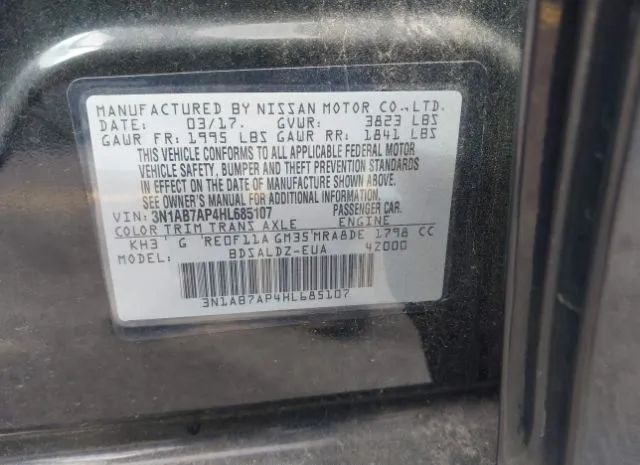 MANUFACTURED BY NISSAN MOTOR CO.,LTD.
DATE: 03/17. GVWR: 3823 LBS
GAWR FR: 1995 LBS GAWR RR: 1841 LBS
THIS VEHICLE CONFORMS TO ALL APPLICABLE FEDERAL MOTOR
VEHICLE SAFETY, BUMPER AND THEFT PREVENTION STANDARDS
IN EFFECT ON THE DATE OF MANUFACTURE SHOWN ABOVE.
SEE OWNER'S MANUAL FOR ADDITIONAL INFORMATION
VIN: 3N1AB7AP4HL685107 PASSENGER CAR.
COLOR TRIM TRANS AXLE ENGINE
KH3 G RE0F11A GM35 MRA8DE 1798 CC
MODEL: BDSALDZ-EUA 42000
3N1AB7AP4HL685107